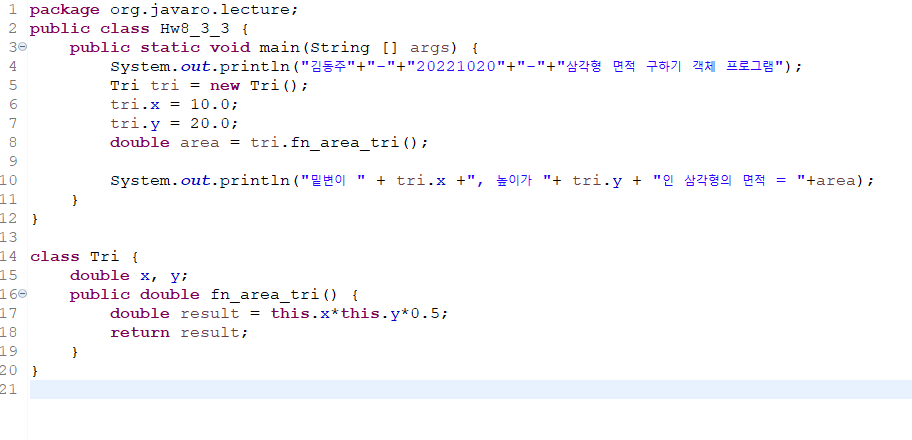 1 package org.javaro.lecture;
2 public class Hw8_3_3 {
3 public static void main(String [] args) {
4 System.out.println("김동주"+"-"+"20221020"+"-"+"삼각형 면적 구하기 객체 프로그램");
5 Tri tri = new Tri();
6 tri.x = 10.0;
7 tri.y = 20.0;
8 double area = tri.fn_area_tri();
9
10 System.out.println("밑변이 " + tri.x +", 높이가 "+ tri.y + "인 삼각형의 면적 = "+area);
11 }
12 }
13
14 class Tri {
15 double x, y;
16 public double fn_area_tri() {
17 double result = this.x*this.y*0.5;
18 return result;
19 }
20 }
21